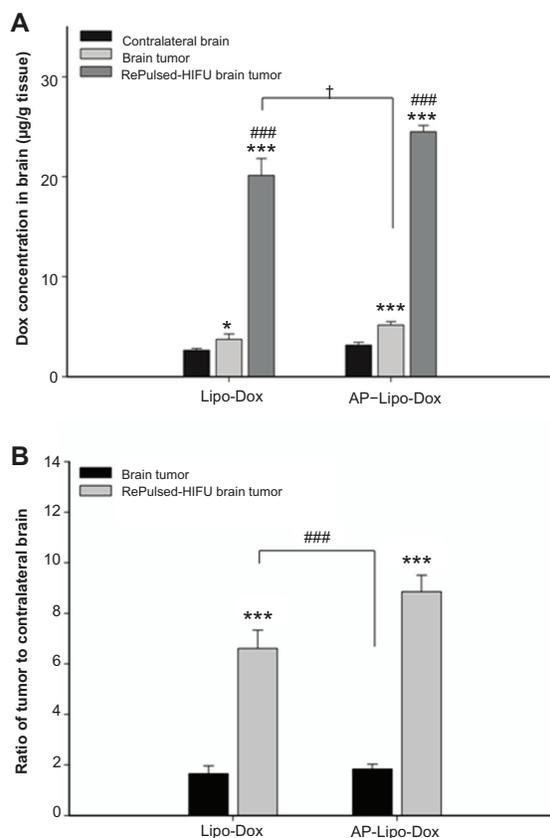 A
Dox concentration in brain (µg/g tissue)
30
20
10
0
Contralateral brain
Brain tumor
RePulsed-HIFU brain tumor
†
###
***
###
***
*
***
Lipo-Dox
AP−Lipo-Dox
B
Ratio of tumor to contralateral brain
14
12
10
8
6
4
2
0
Brain tumor
RePulsed-HIFU brain tumor
###
***
***
Lipo-Dox
AP-Lipo-Dox